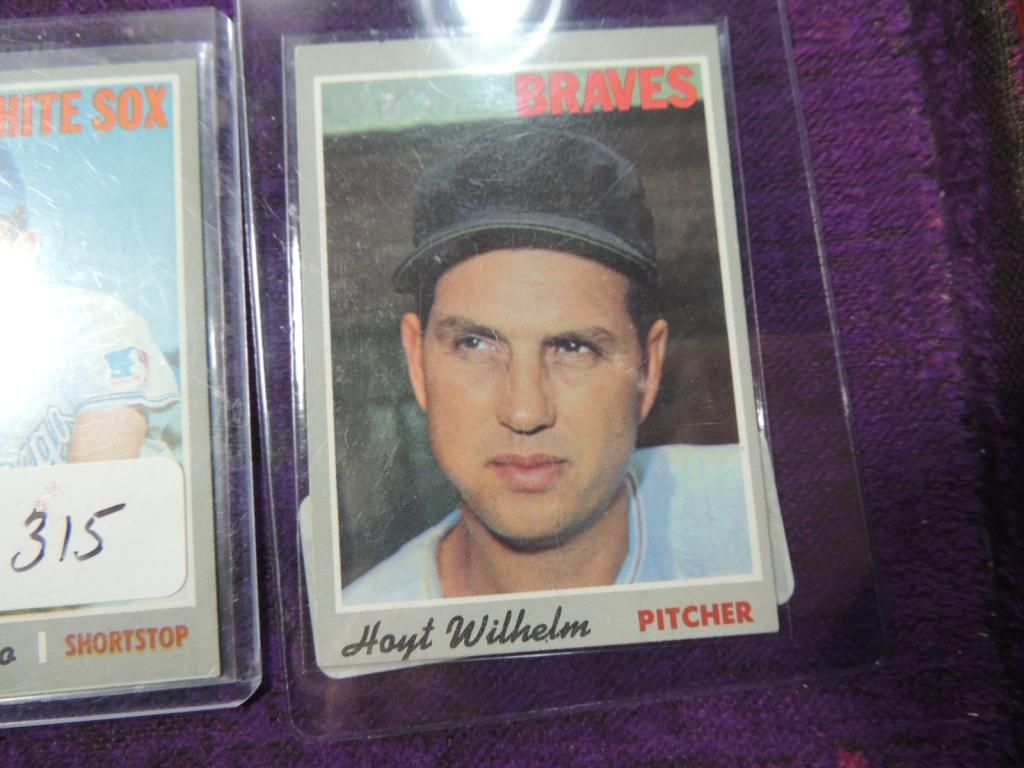 HITE SOX
315
SHORTSTOP
BRAVES
Hoyt Wilhelm
PITCHER